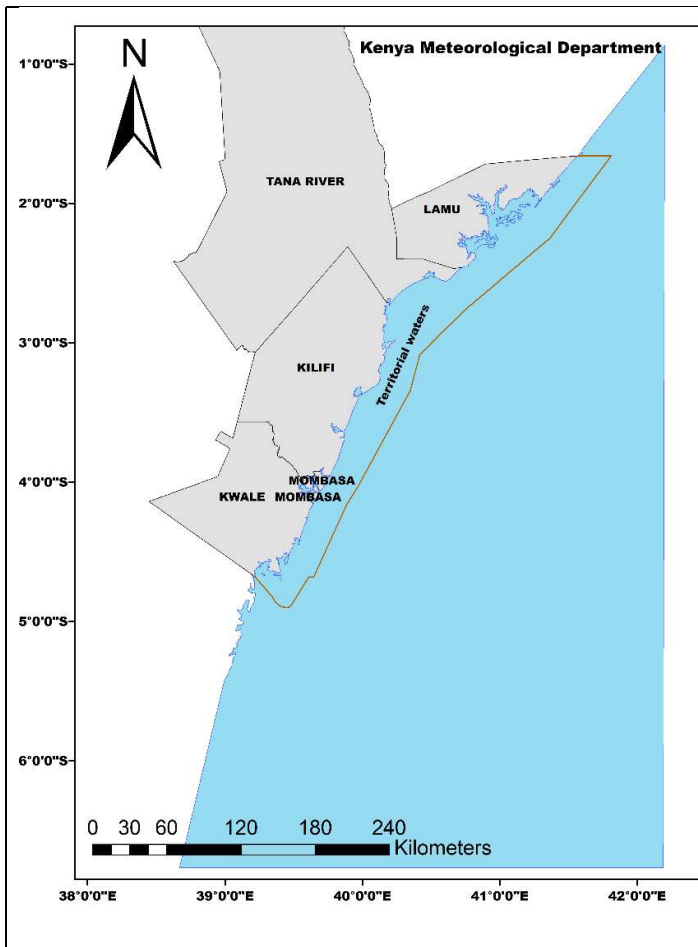 Kenya Meteorological Department
N
1°0'0"S
2°0'0"S
3°0'0"S
4°0'0"S
5°0'0"S
6°0'0"S
TANA RIVER
LAMU
Territorial waters
KILIFI
MOMBASA
KWALE MOMBASA
0 30 60 120 180 240
Kilometers
38°0'0"E 39°0'0"E 40°0'0"E 41°0'0"E 42°0'0"E